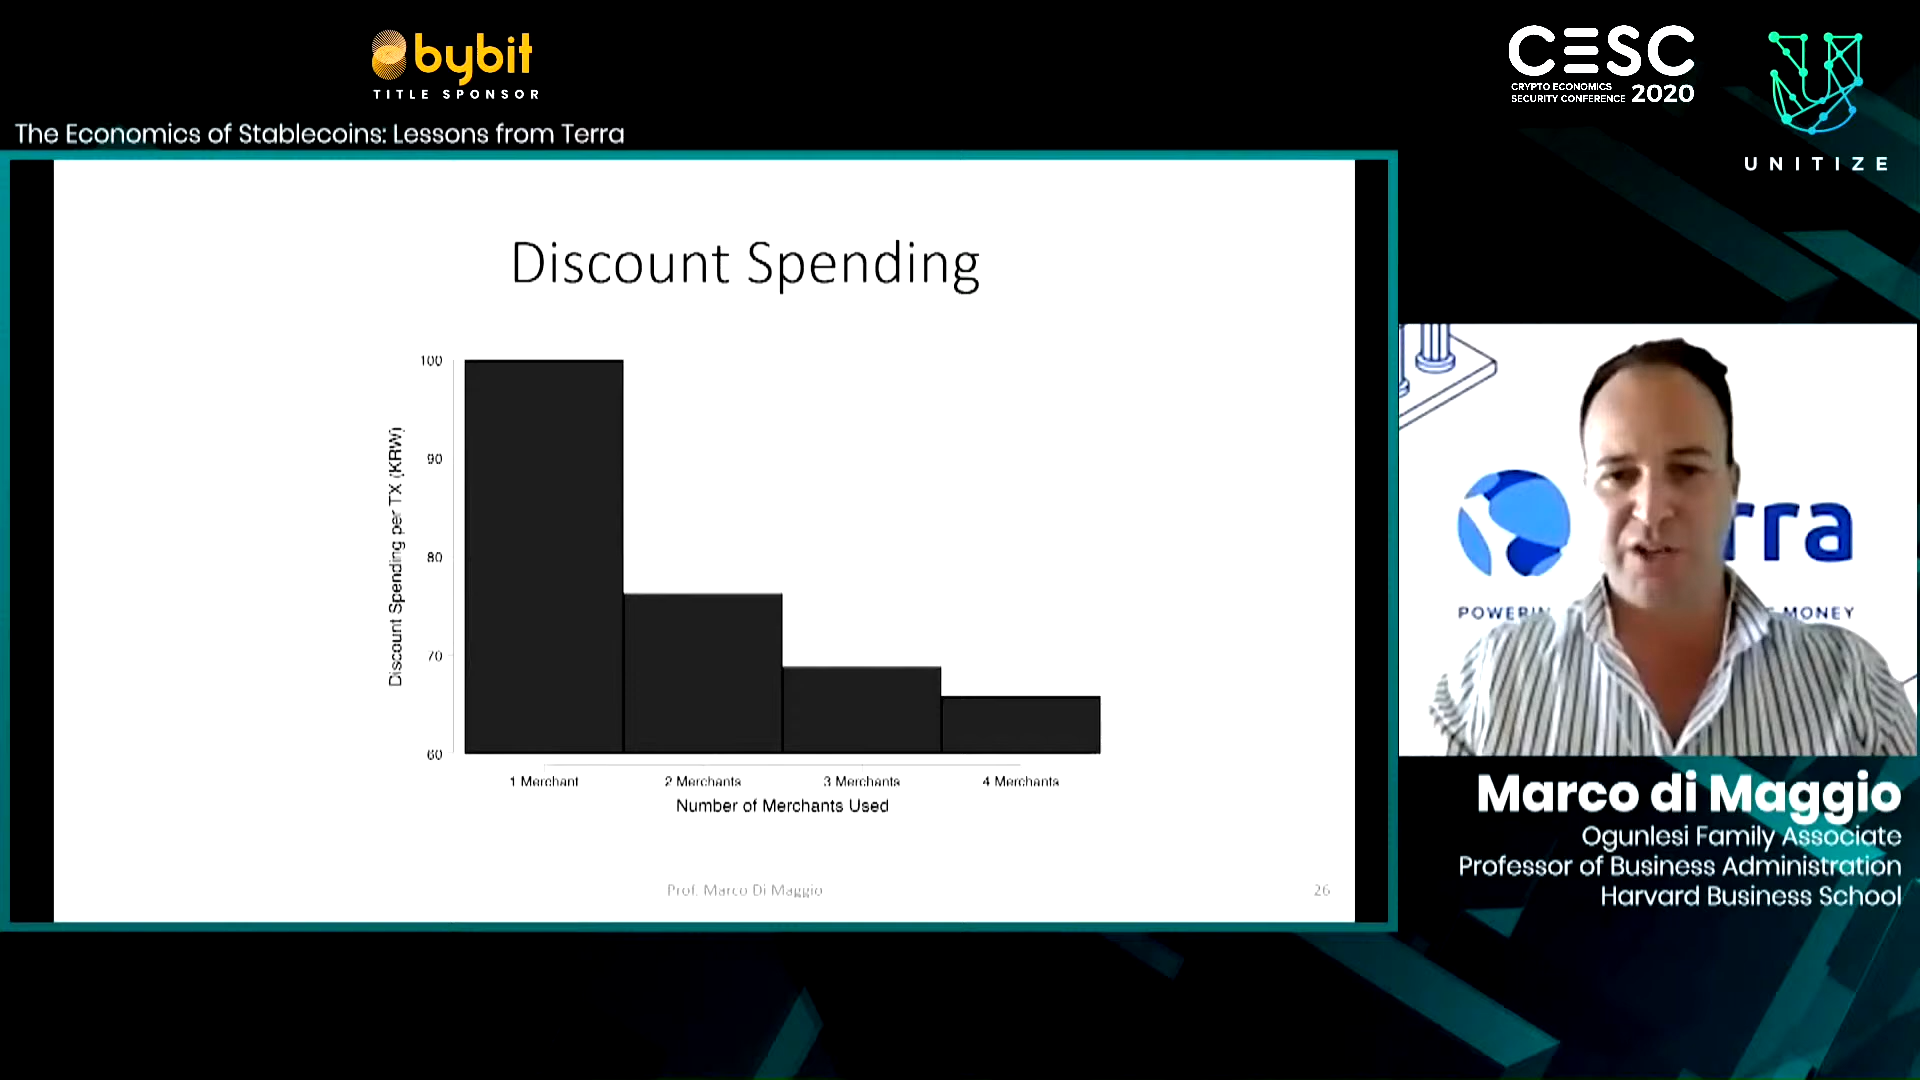 bybit
TITLE SPONSOR
CESC
CRYPTO ECONOMICS
SECURITY CONFERENCE 2020
UNITIZE
The Economics of Stablecoins: Lessons from Terra
Discount Spending
100
90
80
70
60
Discount Spending per TX (KRW)
1 Merchant
2 Merchants
3 Merchants
4 Merchants
Number of Merchants Used
Prof. Marco Di Maggio
26
rra
MONEY
Marco di Maggio
Ogunlesi Family Associate
Professor of Business Administration
Harvard Business School